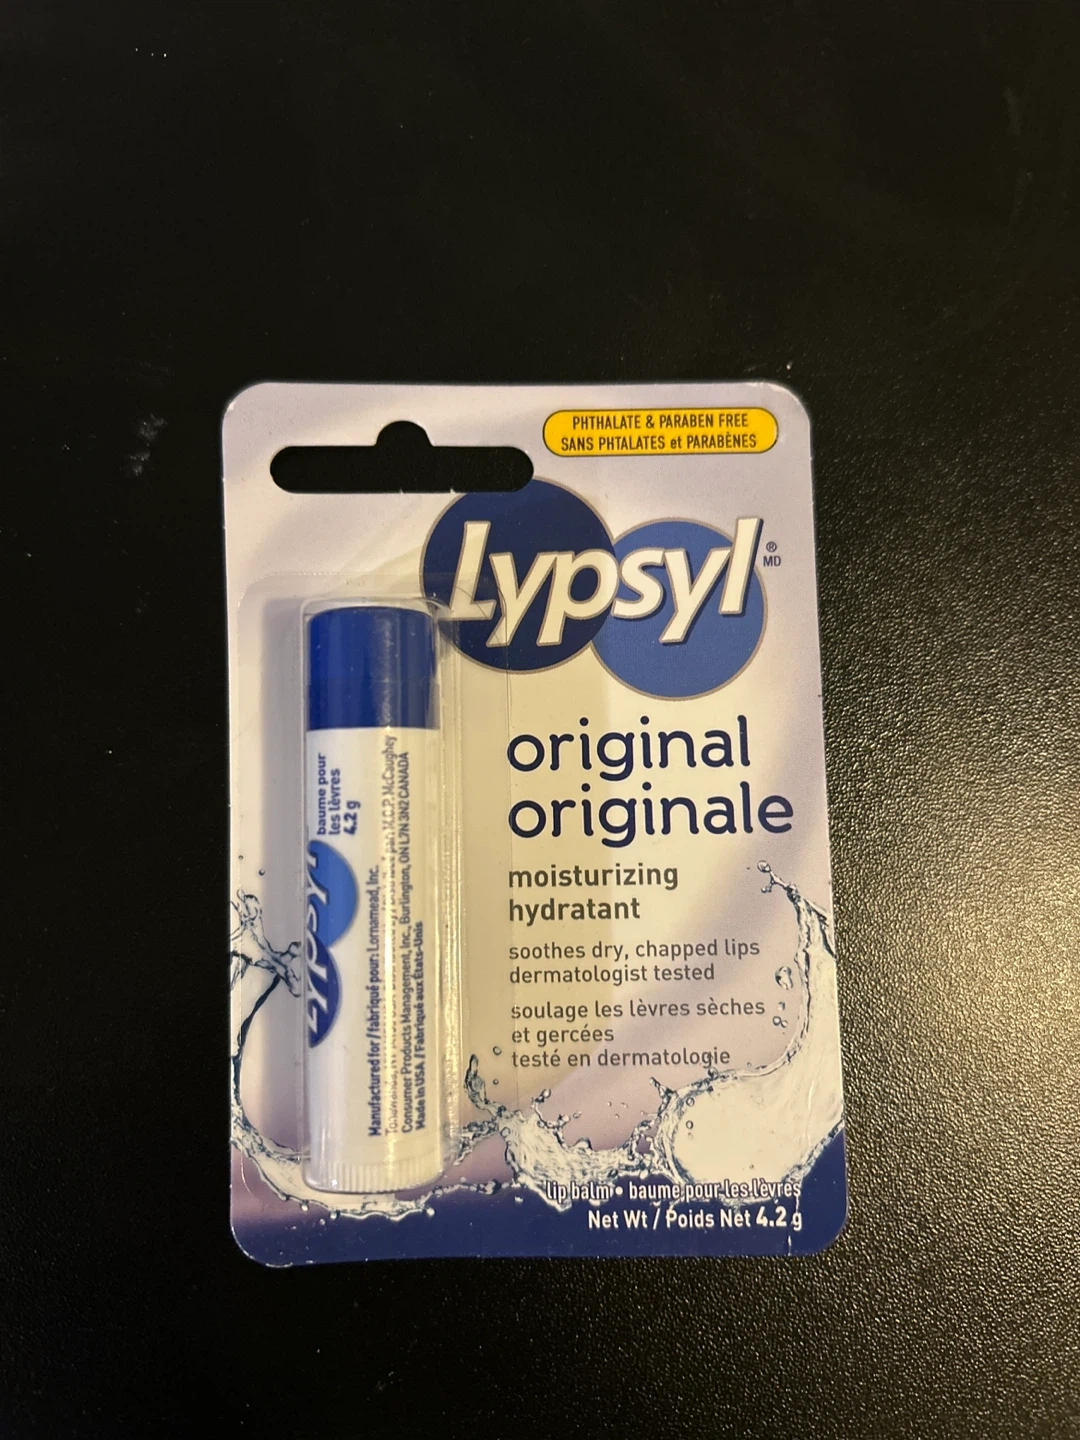 PHTHALATE & PARABEN FREE
SANS PHTALATES et PARABÈNES
Lypsyl
® MD
original
originale
moisturizing
hydratant
soothes dry, chapped lips
dermatologist tested
soulage les lèvres sèches
et gercées
testé en dermatologie
lip balm • baume pour les lèvres
Net Wt / Poids Net 4.2 g
Lypsyl
baume pour
les lèvres
4.2 g
Manufactured for / fabriqué pour: Lornamead, Inc.
par M.C.P. McCaughey
Consumer Products Management, Inc., Burlington, ON L7N 3N2 CANADA
Made in USA / Fabriqué aux États-Unis